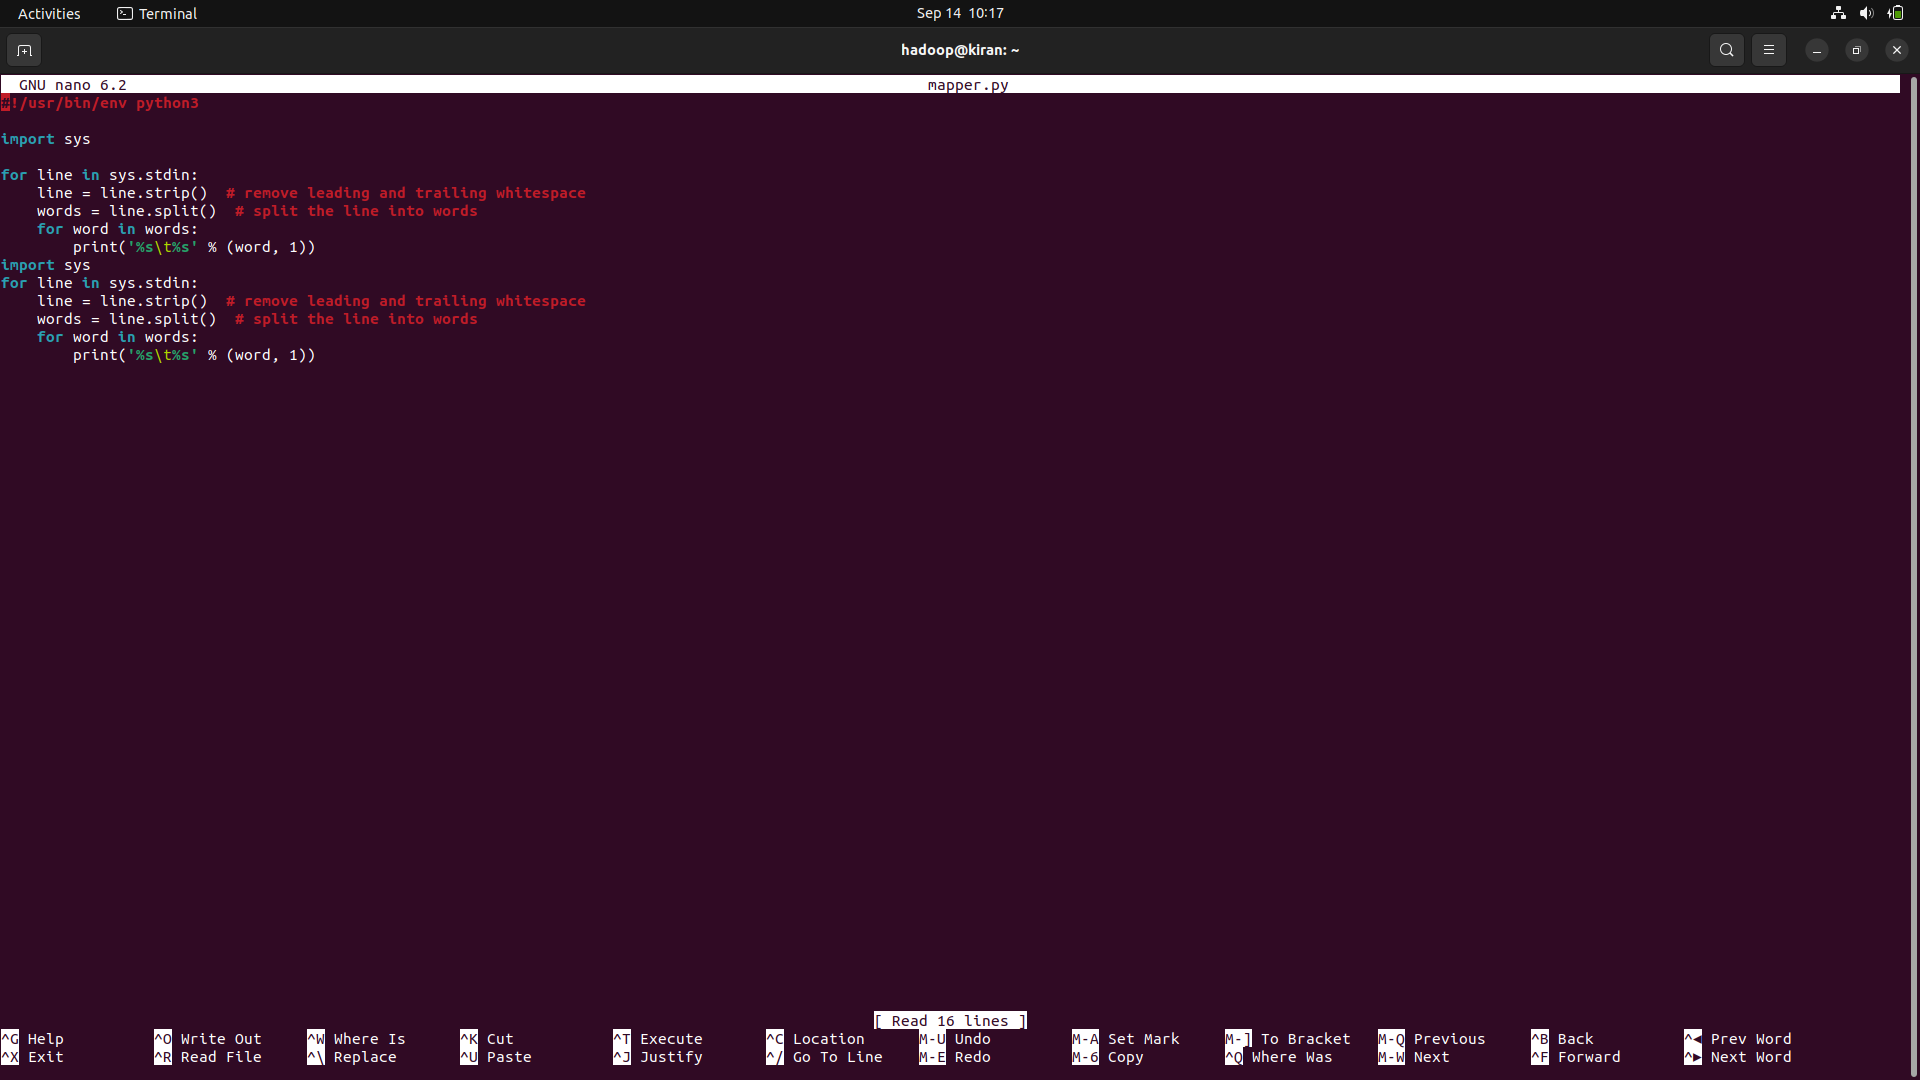 Activities Terminal Sep 14 10:17
hadoop@kiran: ~
GNU nano 6.2 mapper.py
#!/usr/bin/env python3

import sys

for line in sys.stdin:
    line = line.strip()  # remove leading and trailing whitespace
    words = line.split()  # split the line into words
    for word in words:
        print('%s\t%s' % (word, 1))
import sys
for line in sys.stdin:
    line = line.strip()  # remove leading and trailing whitespace
    words = line.split()  # split the line into words
    for word in words:
        print('%s\t%s' % (word, 1))
[ Read 16 lines ]
^G Help ^O Write Out ^W Where Is ^K Cut ^T Execute ^C Location M-U Undo M-A Set Mark M-] To Bracket M-Q Previous ^B Back ^◀ Prev Word
^X Exit ^R Read File ^\ Replace ^U Paste ^J Justify ^/ Go To Line M-E Redo M-6 Copy ^Q Where Was M-W Next ^F Forward ^▶ Next Word